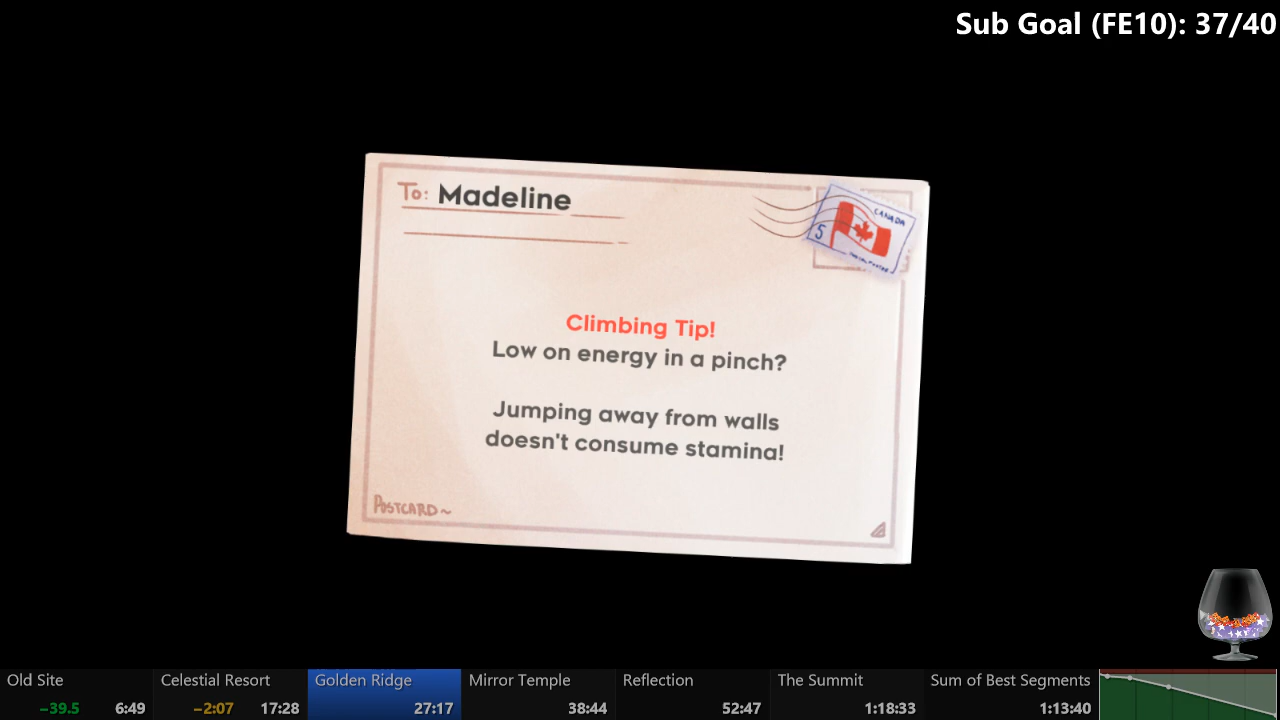 Sub Goal (FE10): 37/40
To: Madeline
CANADA
5
Climbing Tip!
Low on energy in a pinch?
Jumping away from walls
doesn't consume stamina!
POSTCARD~
Old Site
−39.5 6:49
Celestial Resort
−2:07 17:28
Golden Ridge
27:17
Mirror Temple
38:44
Reflection
52:47
The Summit
1:18:33
Sum of Best Segments
1:13:40